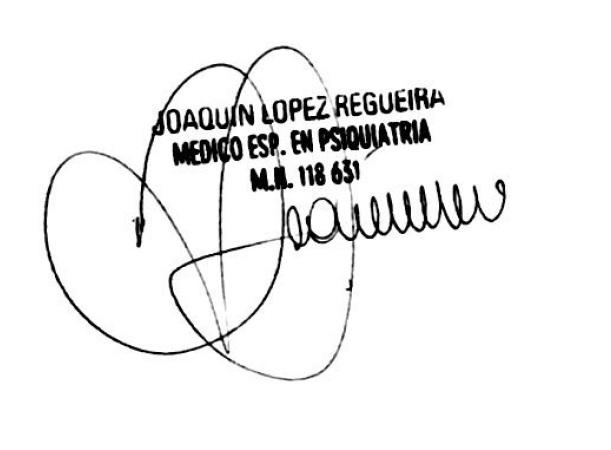 JOAQUIN LOPEZ REGUEIRA
MEDICO ESP. EN PSIQUIATRIA
M.N. 118 631